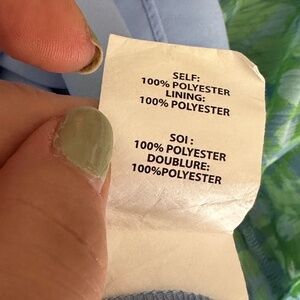 SELF:
100% POLYESTER
LINING:
100% POLYESTER
SOI :
100% POLYESTER
DOUBLURE:
100%POLYESTER